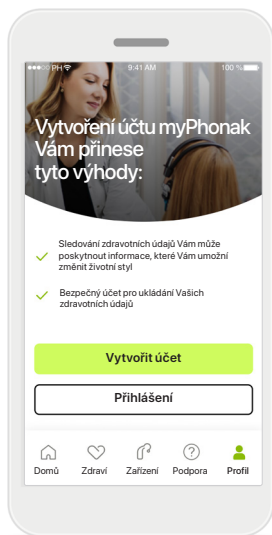 PH
9:41 AM
100 %
Vytvoření účtu myPhonak
Vám přinese
tyto výhody:
Sledování zdravotních údajů Vám může
poskytnout informace, které Vám umožní
změnit životní styl
Bezpečný účet pro ukládání Vašich
zdravotních údajů
Vytvořit účet
Přihlášení
Domů Zdraví Zařízení Podpora Profil